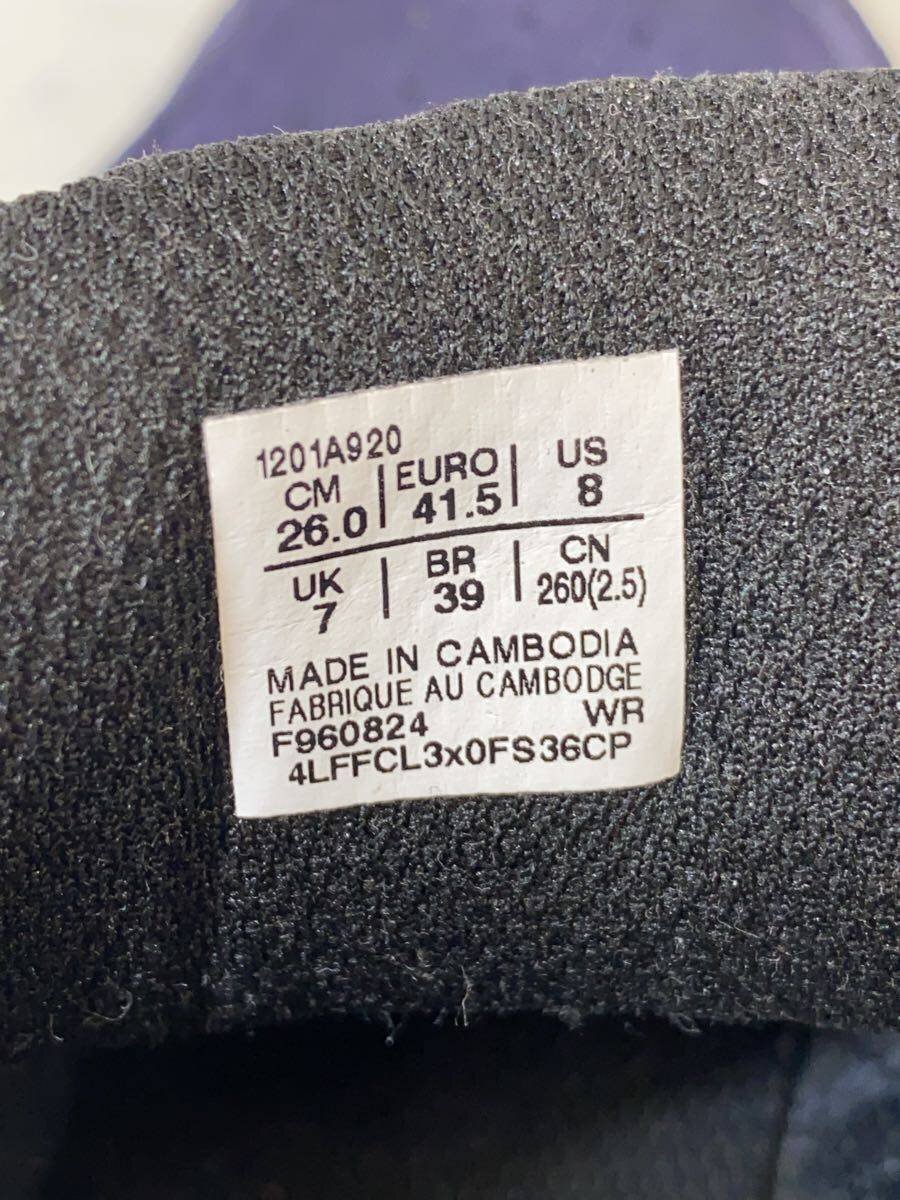 1201A920
CM | EURO | US
26.0 | 41.5 | 8
UK | BR | CN
7 | 39 | 260(2.5)
MADE IN CAMBODIA
FABRIQUE AU CAMBODGE
F960824 WR
4LFFCL3x0FS36CP